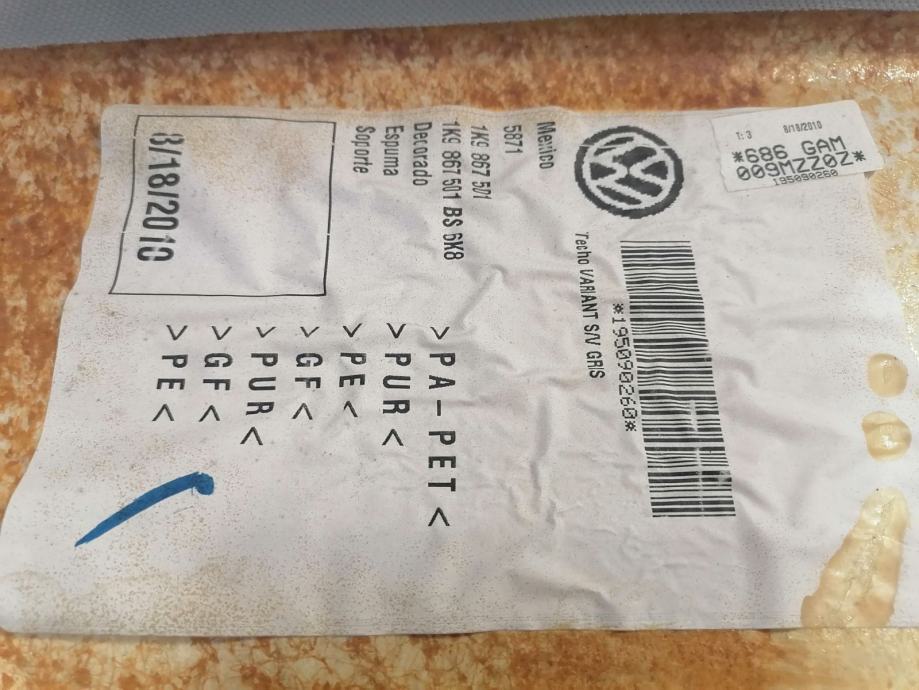 T: 3 8/18/2010
*686 GAM
009MZZ0Z*
195090260
*195090260*
Techo VARIANT S/V GRIS
Mexico
5871
1K9 867 501
1K9 867 501 BS 6K8
Decorado
Espuma
Soporte
>PA-PET<
>PUR<
>PE<
>GF<
>PUR<
>GF<
>PE<
8/18/2010